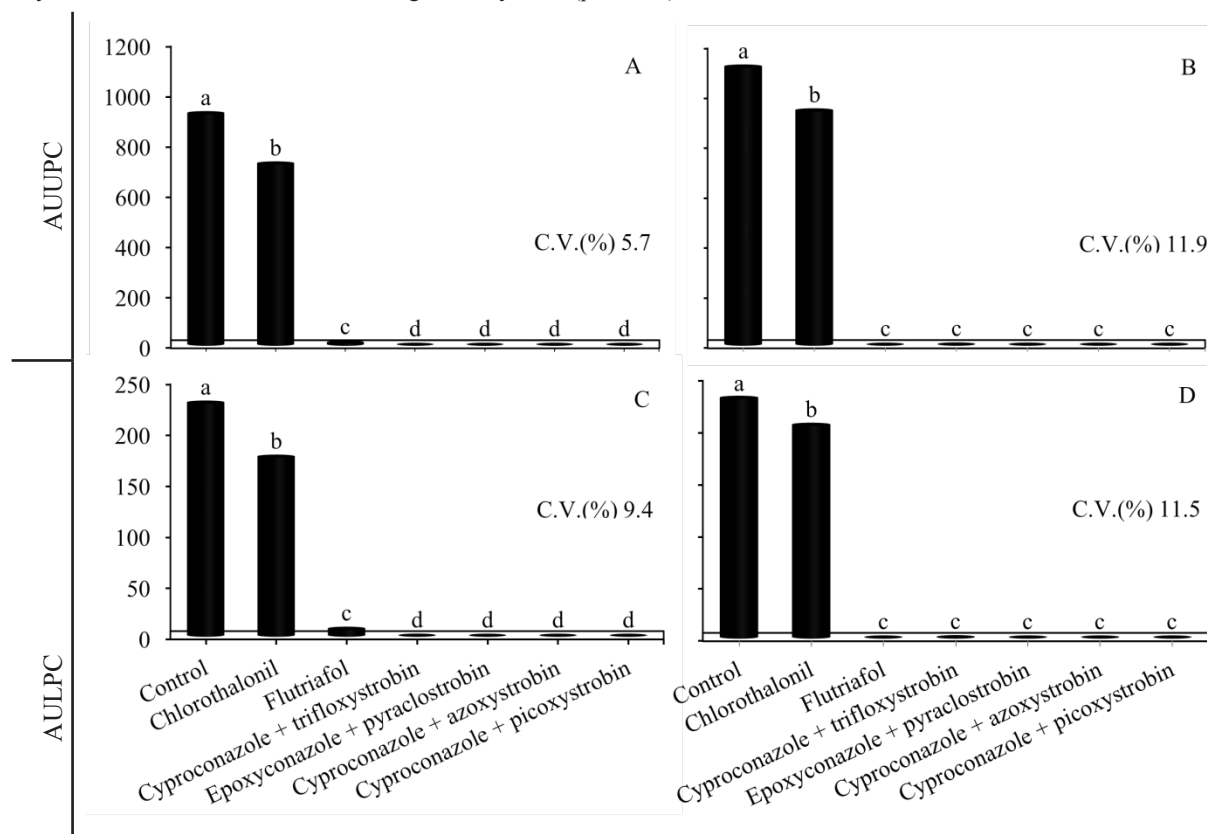 AUUPC
1200
1000
800
600
400
200
0
A
a
b
c
d
d
d
d
C.V.(%) 5.7
B
a
b
c
c
c
c
c
C.V.(%) 11.9
AULPC
250
200
150
100
50
0
C
a
b
c
d
d
d
d
C.V.(%) 9.4
Control
Chlorothalonil
Flutriafol
Cyproconazole + trifloxystrobin
Epoxyconazole + pyraclostrobin
Cyproconazole + azoxystrobin
Cyproconazole + picoxystrobin
D
a
b
c
c
c
c
c
C.V.(%) 11.5
Control
Chlorothalonil
Flutriafol
Cyproconazole + trifloxystrobin
Epoxyconazole + pyraclostrobin
Cyproconazole + azoxystrobin
Cyproconazole + picoxystrobin